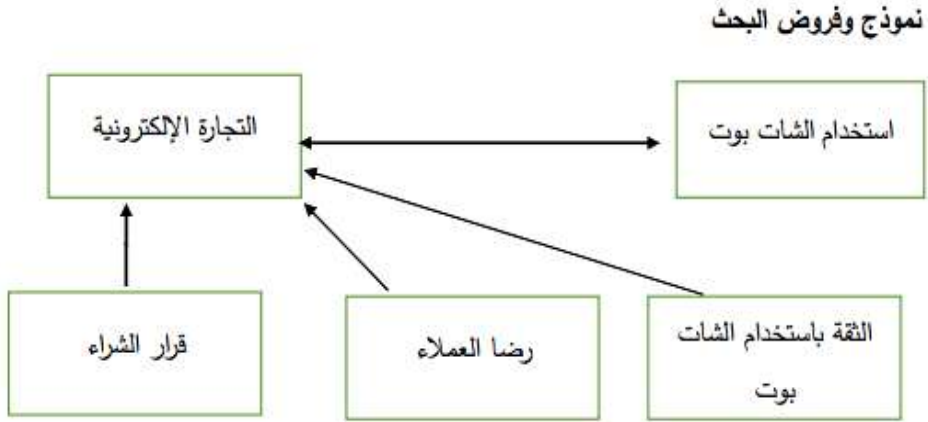 نموذج وفروض البحث
استخدام الشات بوت
التجارة الإلكترونية
الثقة باستخدام الشات
بوت
رضا العملاء
قرار الشراء